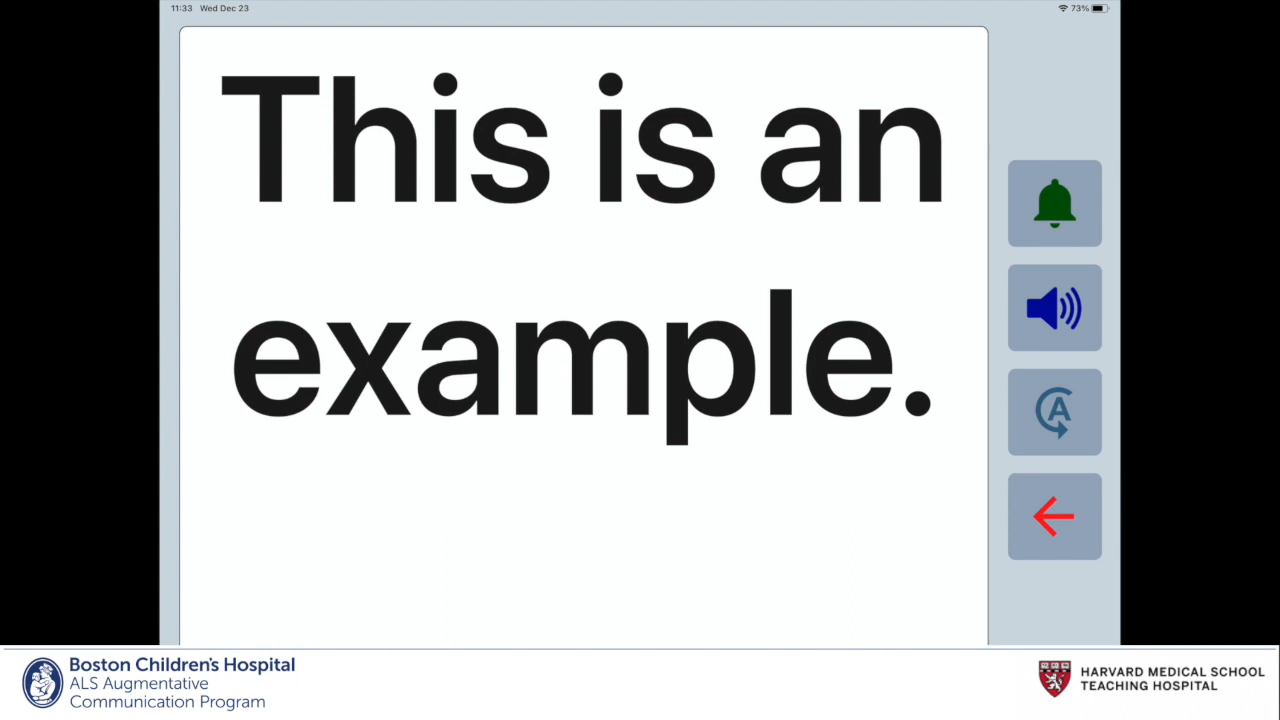 11:33 Wed Dec 23
73%
This is an
example.
A
Boston Children's Hospital
ALS Augmentative
Communication Program
HARVARD MEDICAL SCHOOL
TEACHING HOSPITAL